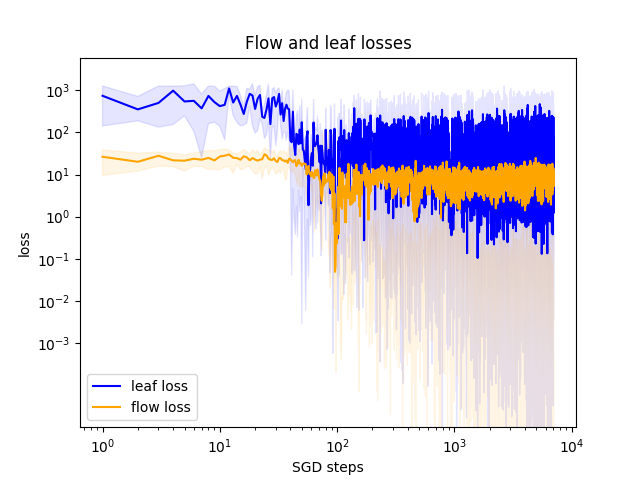 Flow and leaf losses
loss
10³
10²
10¹
10⁰
10⁻¹
10⁻²
10⁻³
leaf loss
flow loss
10⁰ 10¹ 10² 10³ 10⁴
SGD steps